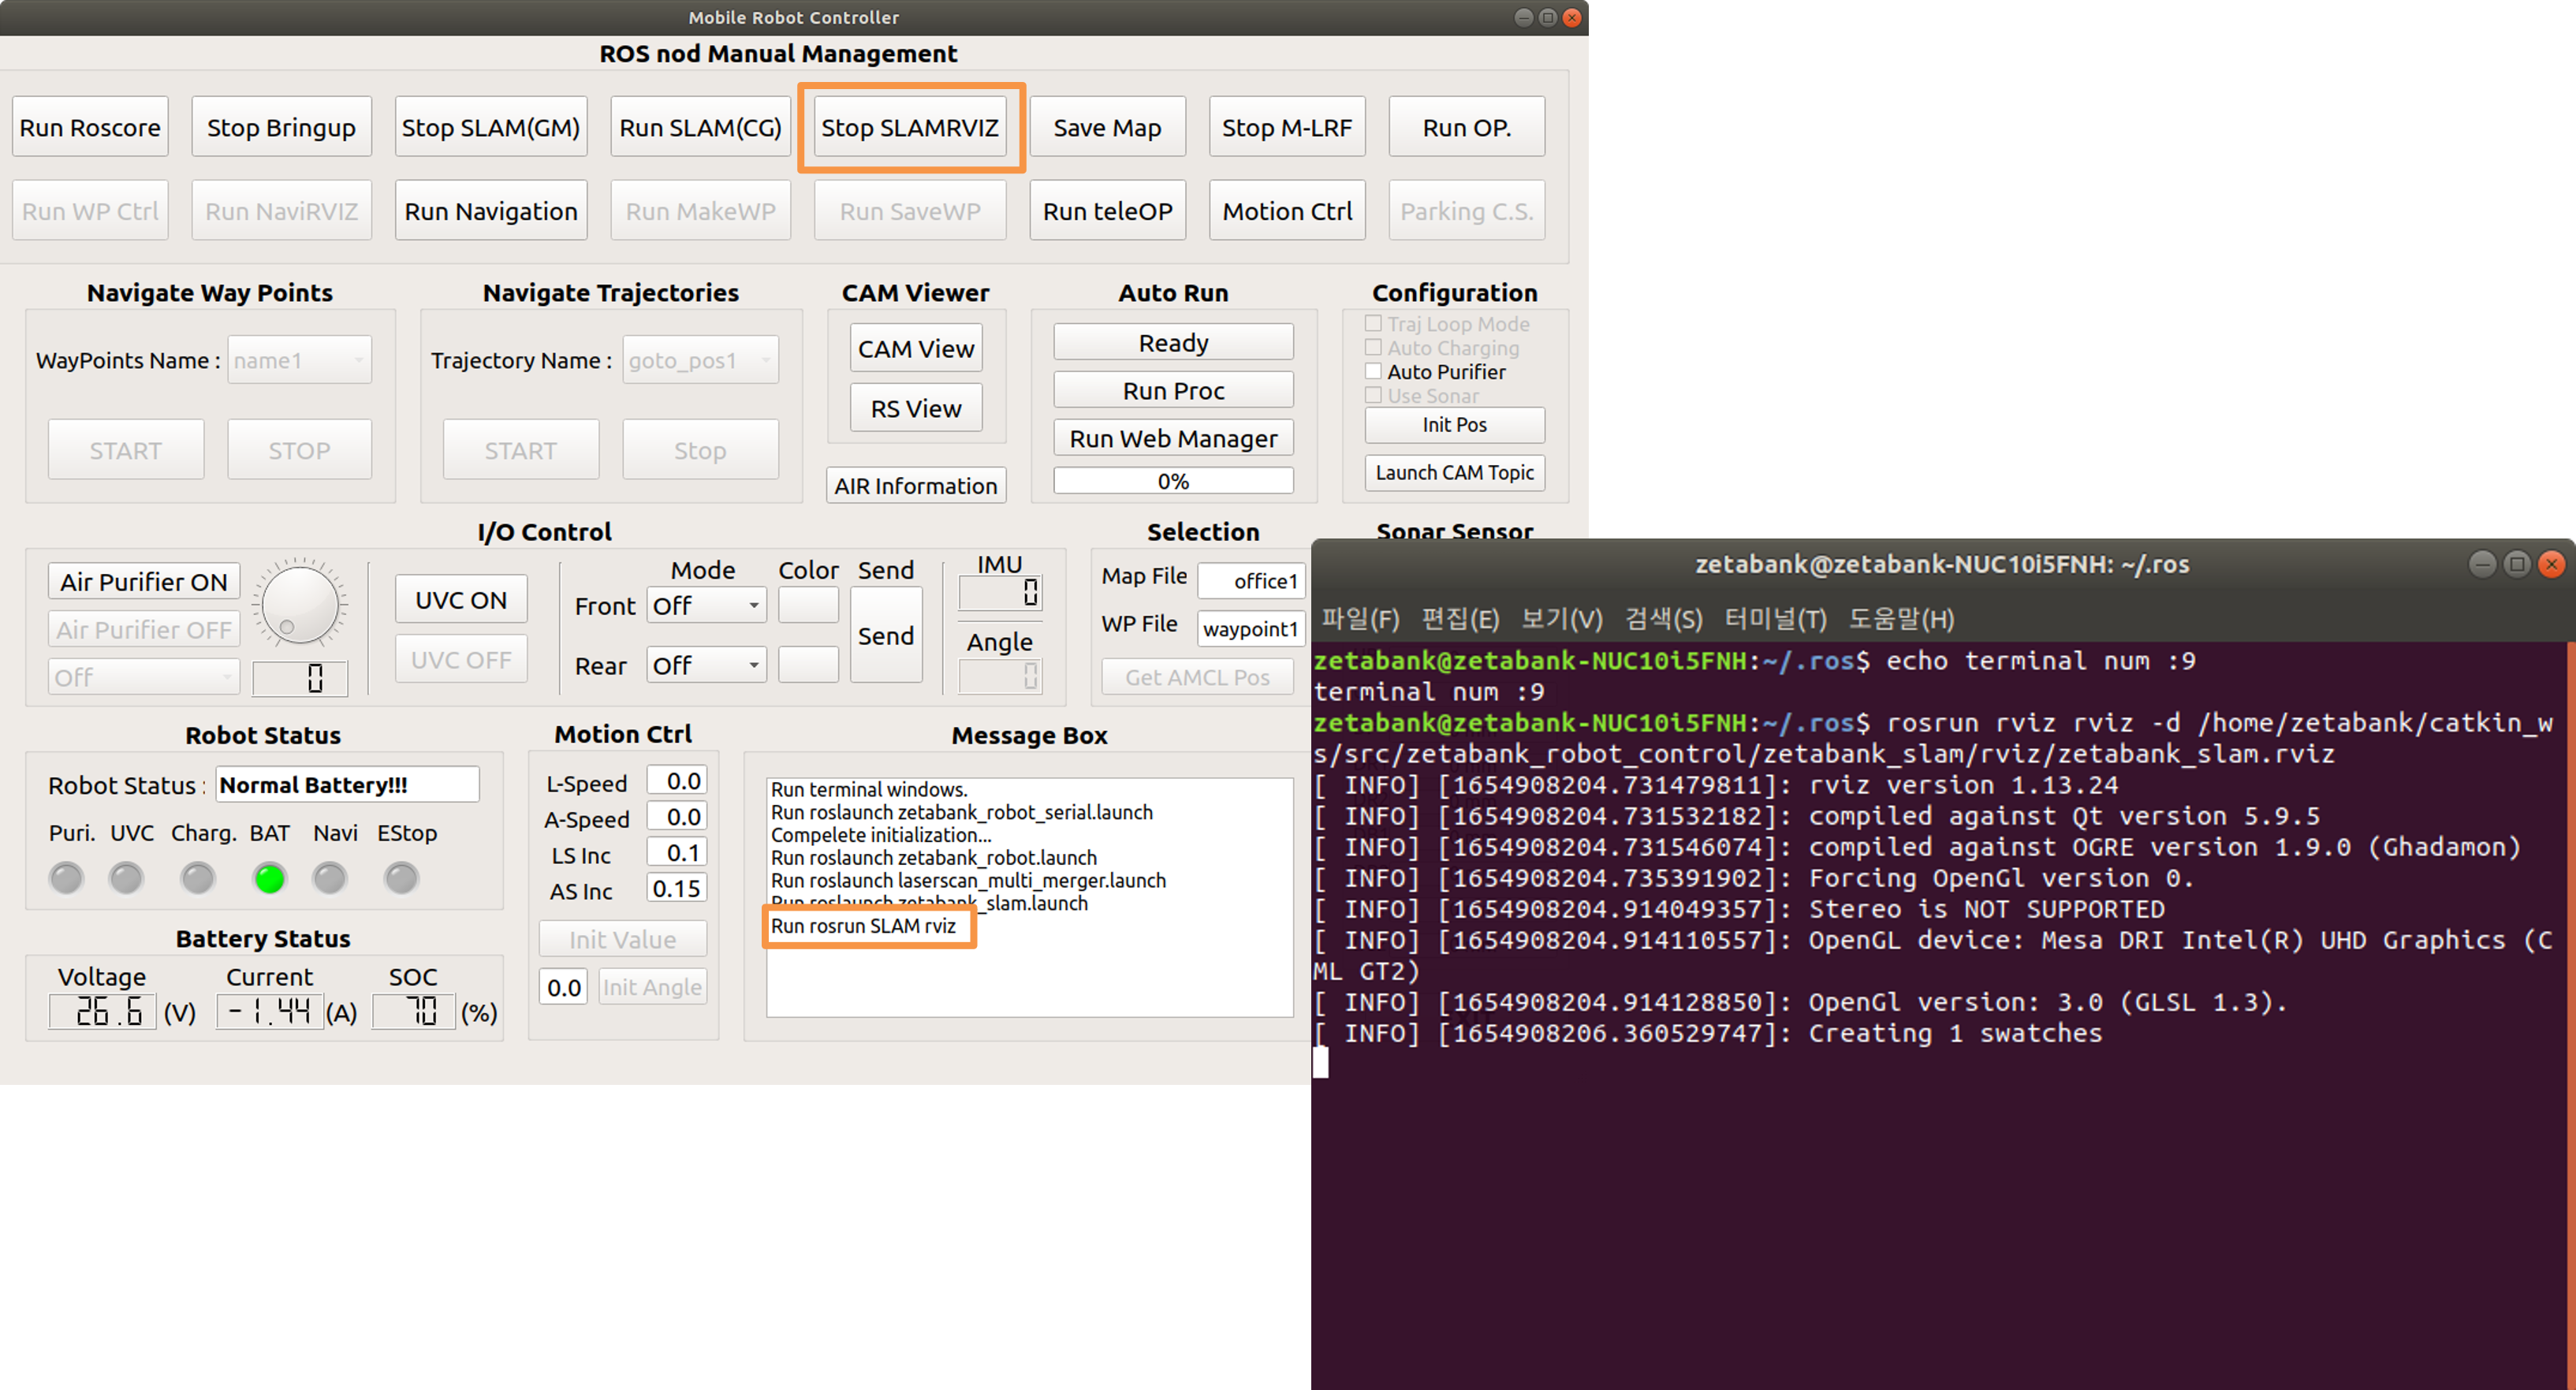 Mobile Robot Controller
ROS nod Manual Management
Run Roscore Stop Bringup Stop SLAM(GM) Run SLAM(CG) Stop SLAMRVIZ Save Map Stop M-LRF Run OP.
Run WP Ctrl Run NaviRVIZ Run Navigation Run MakeWP Run SaveWP Run teleOP Motion Ctrl Parking C.S.
Navigate Way Points
WayPoints Name : name1
START STOP
Navigate Trajectories
Trajectory Name : goto_pos1
START Stop
CAM Viewer
CAM View
RS View
AIR Information
Auto Run
Ready
Run Proc
Run Web Manager
0%
Configuration
Traj Loop Mode
Auto Charging
Auto Purifier
Use Sonar
Init Pos
Launch CAM Topic
I/O Control
Air Purifier ON
Air Purifier OFF
Off
0
UVC ON
UVC OFF
Mode Color Send
Front Off
Send
Rear Off
IMU
0
Angle
0
Selection
Map File office1
WP File waypoint1
Get AMCL Pos
Sonar Sensor
Robot Status
Robot Status : Normal Battery!!!
Puri. UVC Charg. BAT Navi EStop
Battery Status
Voltage Current SOC
26.6 (V) -1.44 (A) 70 (%)
Motion Ctrl
L-Speed 0.0
A-Speed 0.0
LS Inc 0.1
AS Inc 0.15
Init Value
0.0 Init Angle
Message Box
Run terminal windows.
Run roslaunch zetabank_robot_serial.launch
Compelete initialization...
Run roslaunch zetabank_robot.launch
Run roslaunch laserscan_multi_merger.launch
Run roslaunch zetabank_slam.launch
Run rosrun SLAM rviz
zetabank@zetabank-NUC10i5FNH: ~/.ros
파일(F) 편집(E) 보기(V) 검색(S) 터미널(T) 도움말(H)
zetabank@zetabank-NUC10i5FNH:~/.ros$ echo terminal num :9
terminal num :9
zetabank@zetabank-NUC10i5FNH:~/.ros$ rosrun rviz rviz -d /home/zetabank/catkin_w
s/src/zetabank_robot_control/zetabank_slam/rviz/zetabank_slam.rviz
[ INFO] [1654908204.731479811]: rviz version 1.13.24
[ INFO] [1654908204.731532182]: compiled against Qt version 5.9.5
[ INFO] [1654908204.731546074]: compiled against OGRE version 1.9.0 (Ghadamon)
[ INFO] [1654908204.735391902]: Forcing OpenGl version 0.
[ INFO] [1654908204.914049357]: Stereo is NOT SUPPORTED
[ INFO] [1654908204.914110557]: OpenGL device: Mesa DRI Intel(R) UHD Graphics (C
ML GT2)
[ INFO] [1654908204.914128850]: OpenGl version: 3.0 (GLSL 1.3).
[ INFO] [1654908206.360529747]: Creating 1 swatches